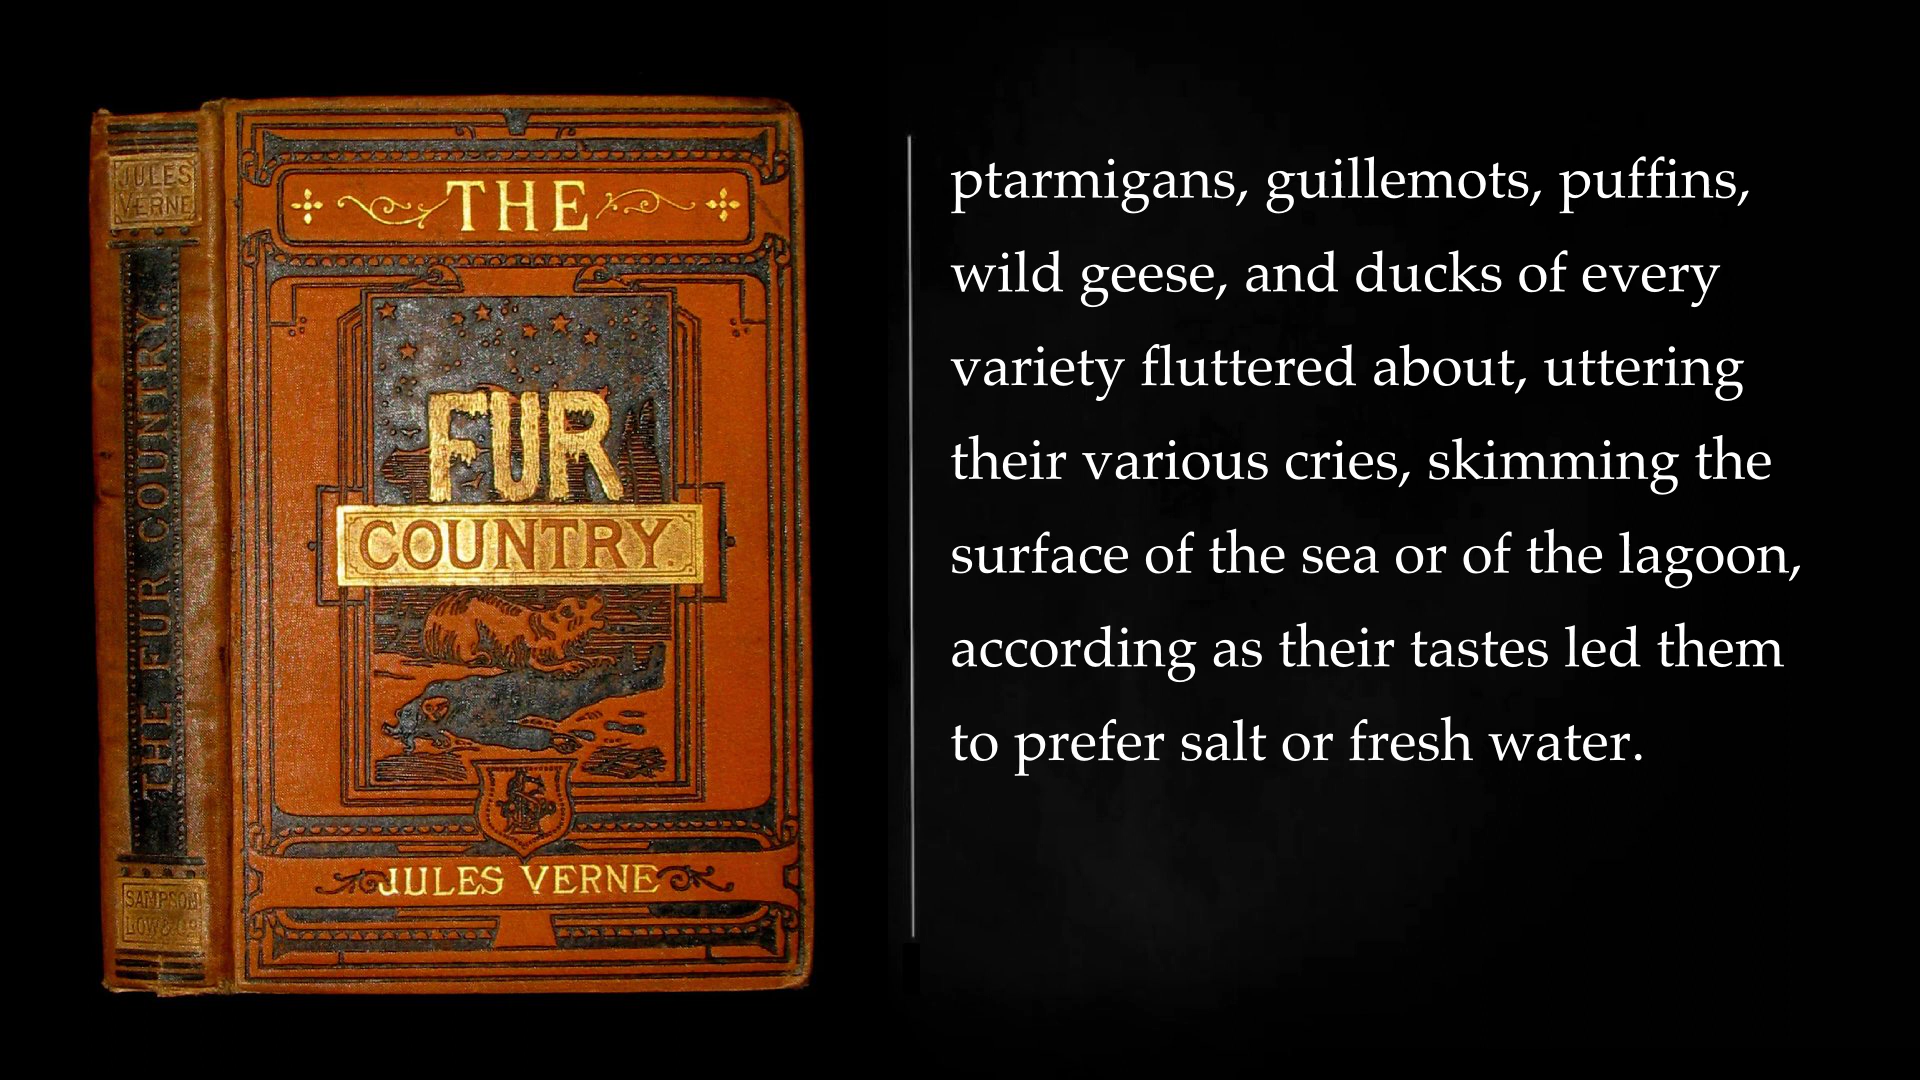 JULES
VERNE
THE FUR COUNTRY.
SAMPSON
LOW & Co
THE
FUR
COUNTRY.
JULES VERNE
ptarmigans, guillemots, puffins,
wild geese, and ducks of every
variety fluttered about, uttering
their various cries, skimming the
surface of the sea or of the lagoon,
according as their tastes led them
to prefer salt or fresh water.